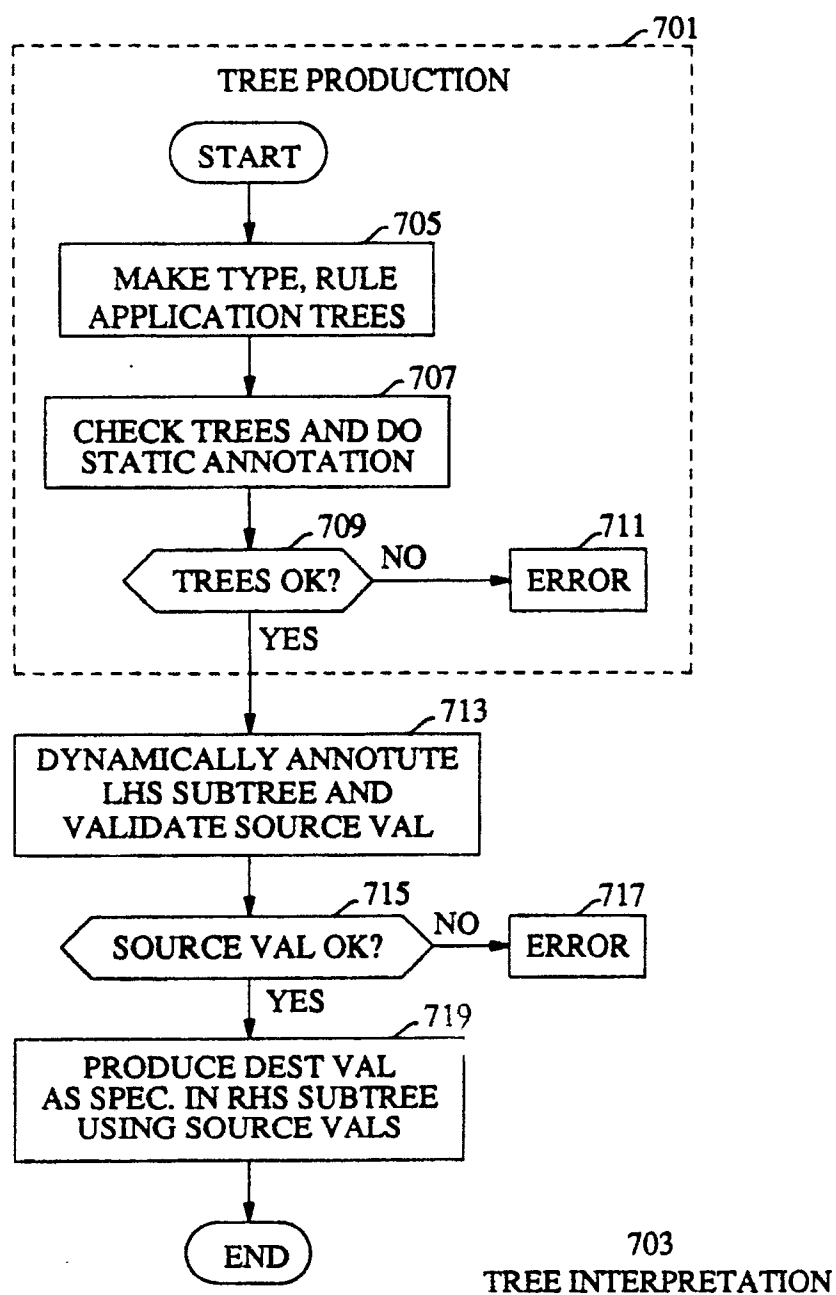 701
TREE PRODUCTION
START
705
MAKE TYPE, RULE
APPLICATION TREES
707
CHECK TREES AND DO
STATIC ANNOTATION
709
TREES OK?
NO
711
ERROR
YES
713
DYNAMICALLY ANNOTUTE
LHS SUBTREE AND
VALIDATE SOURCE VAL
715
SOURCE VAL OK?
NO
717
ERROR
YES
719
PRODUCE DEST VAL
AS SPEC. IN RHS SUBTREE
USING SOURCE VALS
END
703
TREE INTERPRETATION